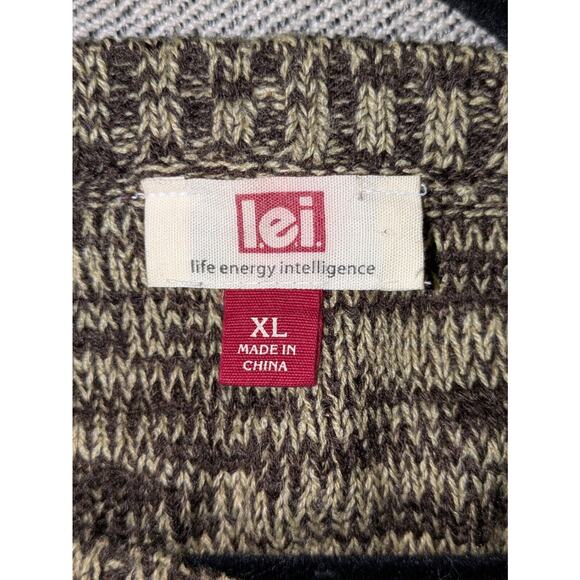 l.e.i.
life energy intelligence
XL
MADE IN
CHINA